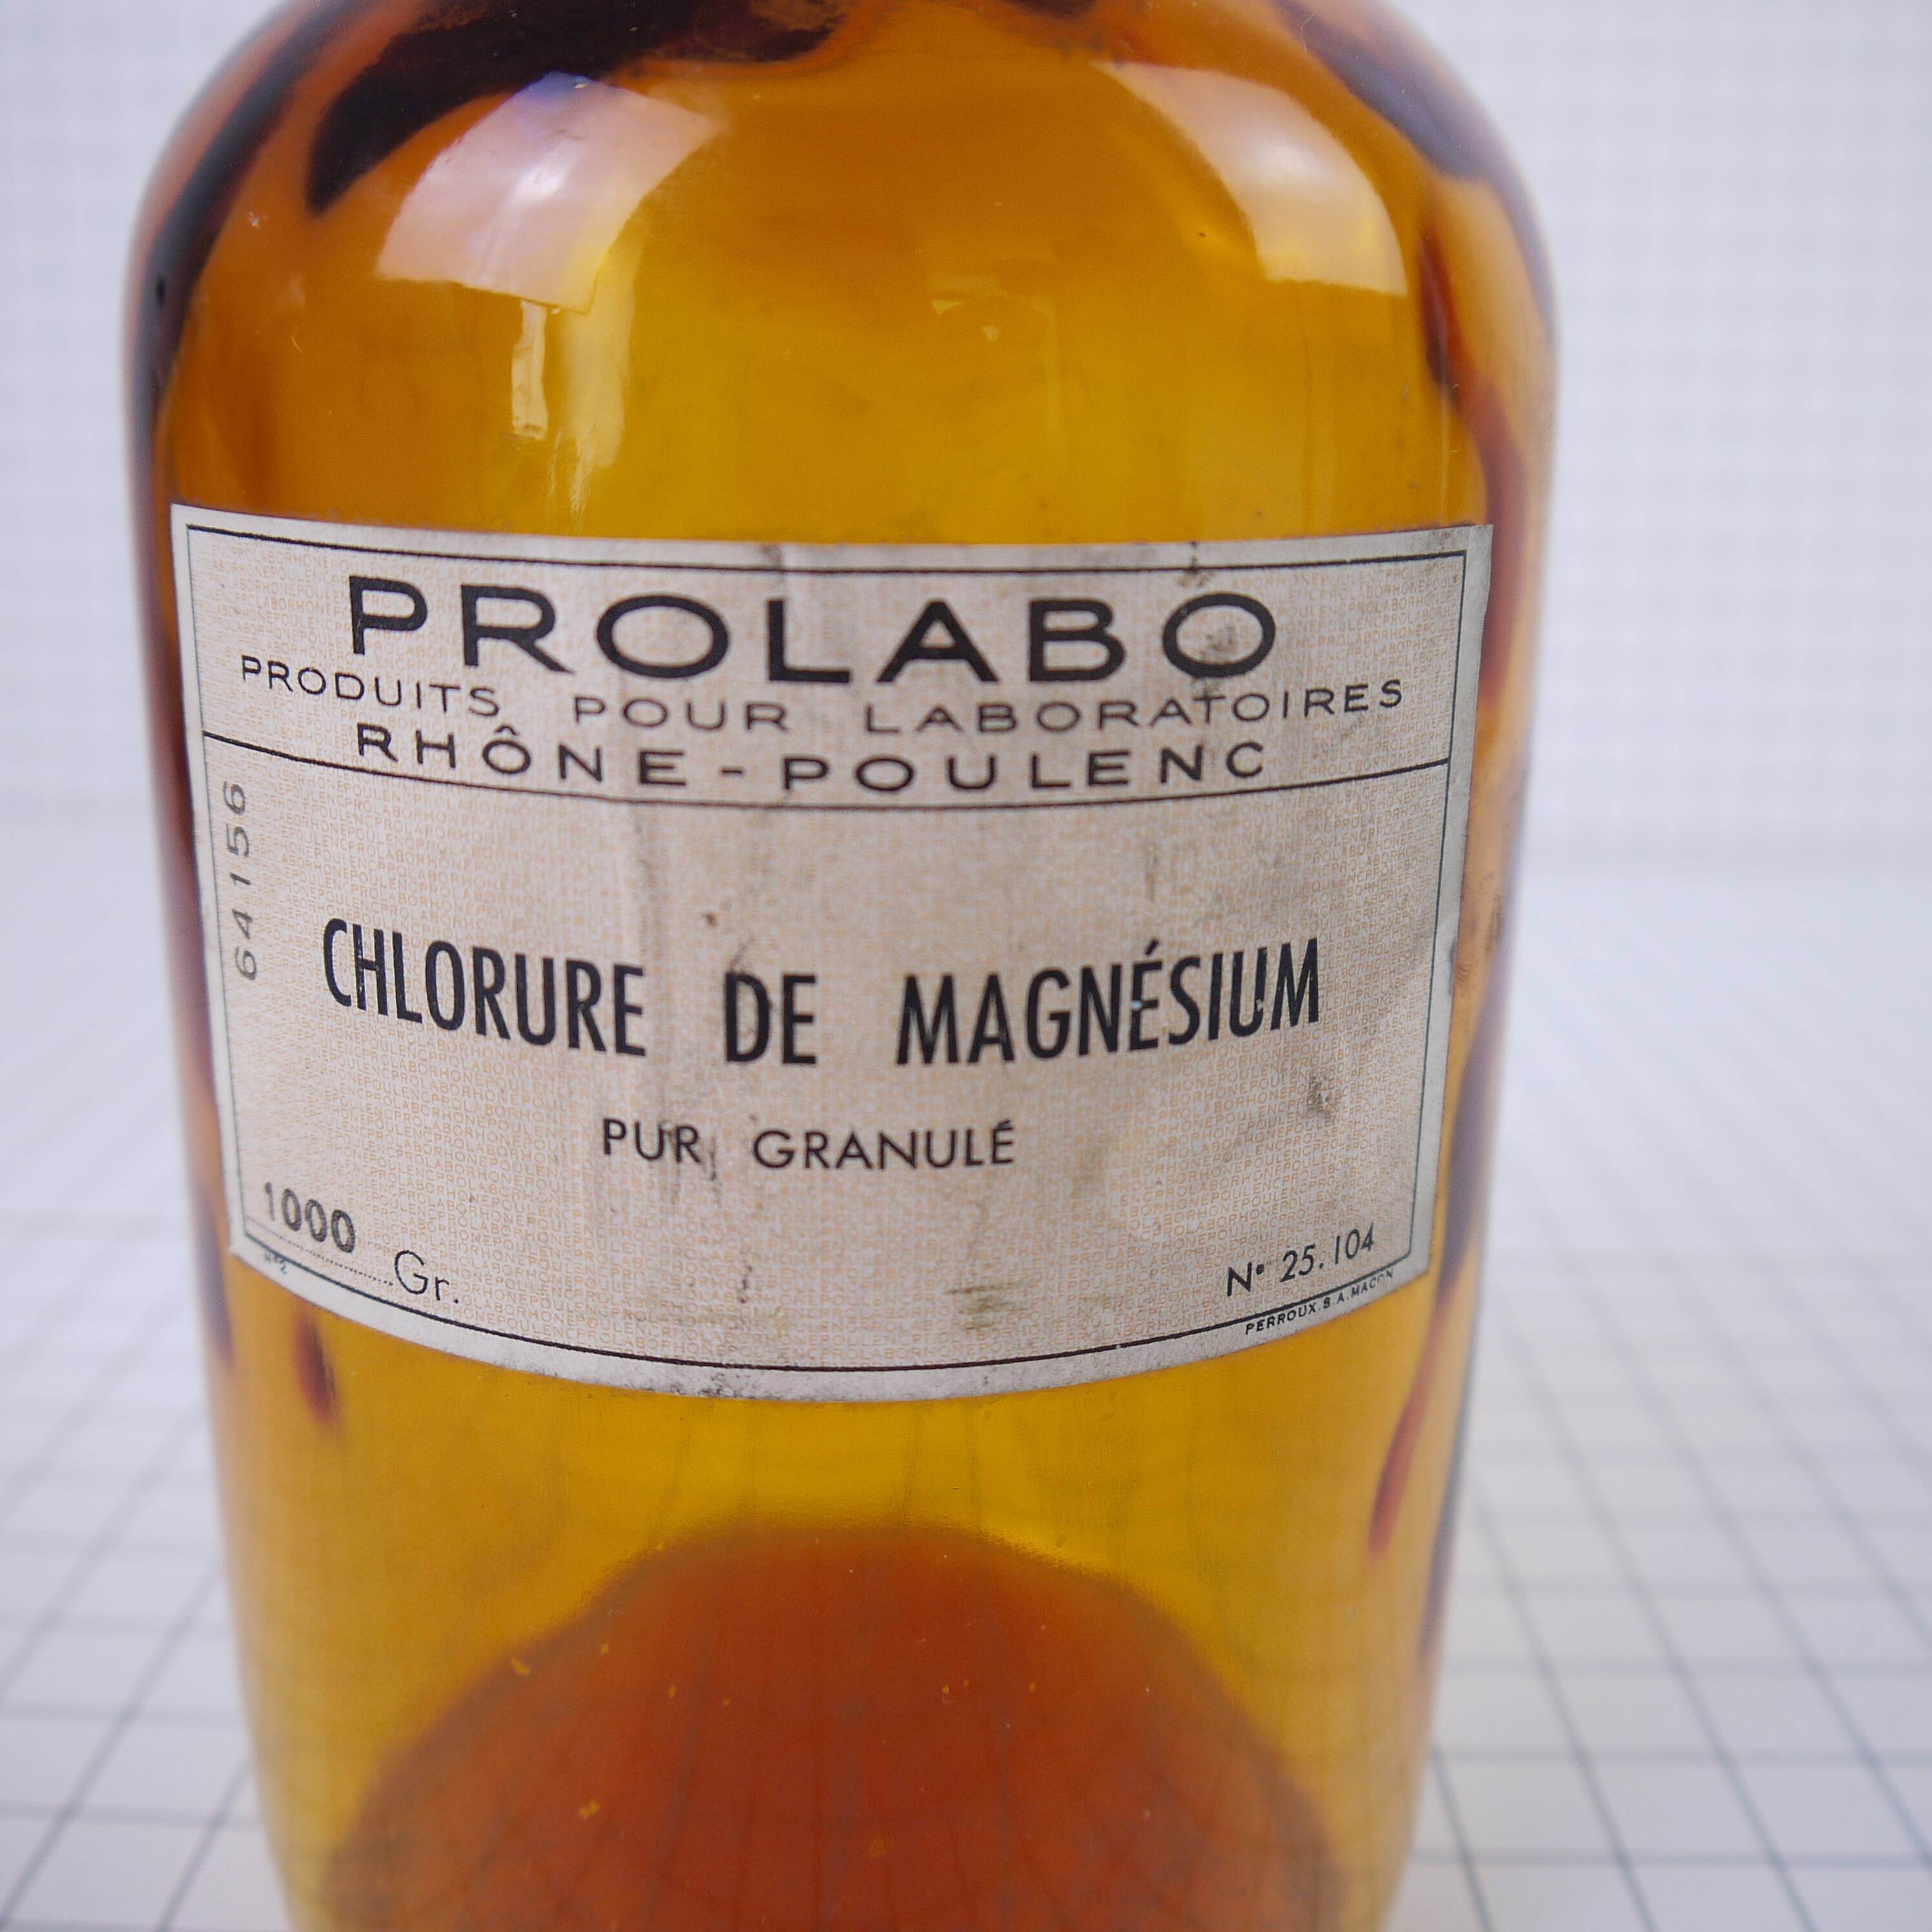 PROLABO
PRODUITS POUR LABORATOIRES
RHÔNE-POULENC
64156
CHLORURE DE MAGNÉSIUM
PUR GRANULÉ
1000 Gr.
N° 25.104
PERROUX.S.A.MACON